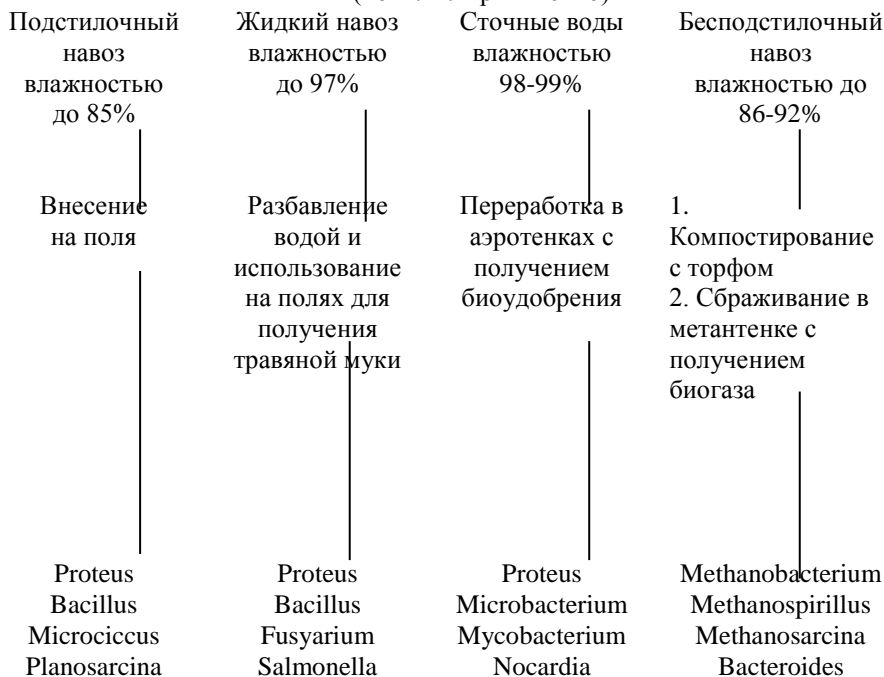 Подстилочный
навоз
влажностью
до 85%
Жидкий навоз
влажностью
до 97%
Сточные воды
влажностью
98-99%
Бесподстилочный
навоз
влажностью до
86-92%
Внесение
на поля
Разбавление
водой и
использование
на полях для
получения
травяной муки
Переработка в
аэротенках с
получением
биоудобрения
1.
Компостирование
с торфом
2. Сбраживание в
метантенке с
получением
биогаза
Proteus
Bacillus
Microciccus
Planosarcina
Proteus
Bacillus
Fusyarium
Salmonella
Proteus
Microbacterium
Mycobacterium
Nocardia
Methanobacterium
Methanospirillus
Methanosarcina
Bacteroides